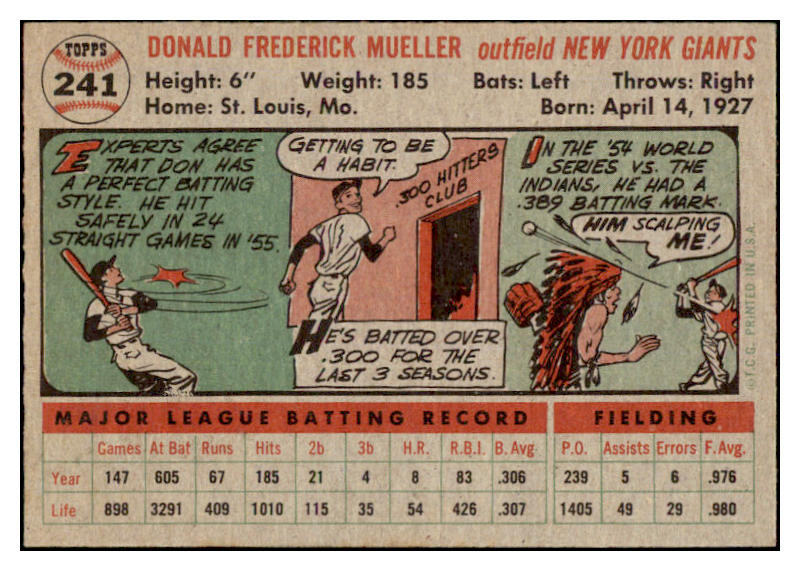 TOPPS
241
DONALD FREDERICK MUELLER outfield NEW YORK GIANTS
Height: 6" Weight: 185 Bats: Left Throws: Right
Home: St. Louis, Mo. Born: April 14, 1927
EXPERTS AGREE
THAT DON HAS
A PERFECT BATTING
STYLE. HE HIT
SAFELY IN 24
STRAIGHT GAMES IN '55.
GETTING TO BE
A HABIT.
.300 HITTERS
CLUB
HE'S BATTED OVER
.300 FOR THE
LAST 3 SEASONS.
IN THE '54 WORLD
SERIES VS. THE
INDIANS, HE HAD A
.389 BATTING MARK.
HIM SCALPING
ME!
©T.C.G. PRINTED IN U.S.A.
MAJOR LEAGUE BATTING RECORD FIELDING
Games At Bat Runs Hits 2b 3b H.R. R.B.I. B. Avg. P.O. Assists Errors F. Avg.
Year 147 605 67 185 21 4 8 83 .306 239 5 6 .976
Life 898 3291 409 1010 115 35 54 426 .307 1405 49 29 .980